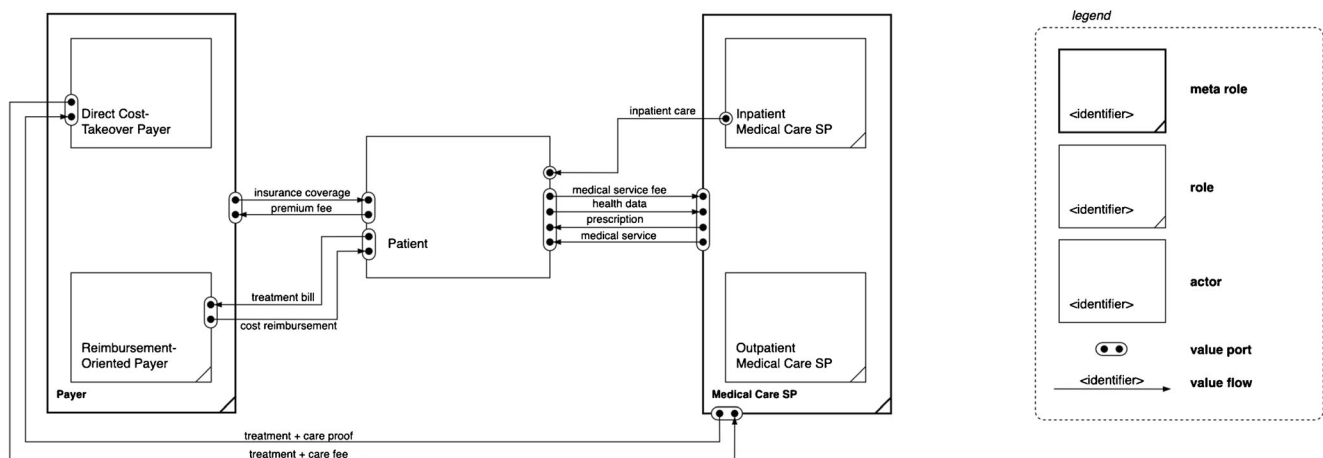 legend
Direct Cost-
Takeover Payer
inpatient care
Inpatient
Medical Care SP
<identifier>
meta role
insurance coverage
premium fee
Patient
medical service fee
health data
prescription
medical service
<identifier>
role
treatment bill
cost reimbursement
Reimbursement-
Oriented Payer
Payer
Outpatient
Medical Care SP
Medical Care SP
<identifier>
actor
value port
<identifier>
value flow
treatment + care proof
treatment + care fee